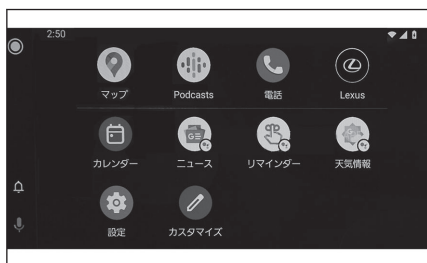 2:50
マップ
Podcasts
電話
Lexus
カレンダー
ニュース
リマインダー
天気情報
設定
カスタマイズ